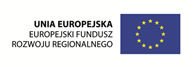 UNIA EUROPEJSKA
EUROPEJSKI FUNDUSZ
ROZWOJU REGIONALNEGO